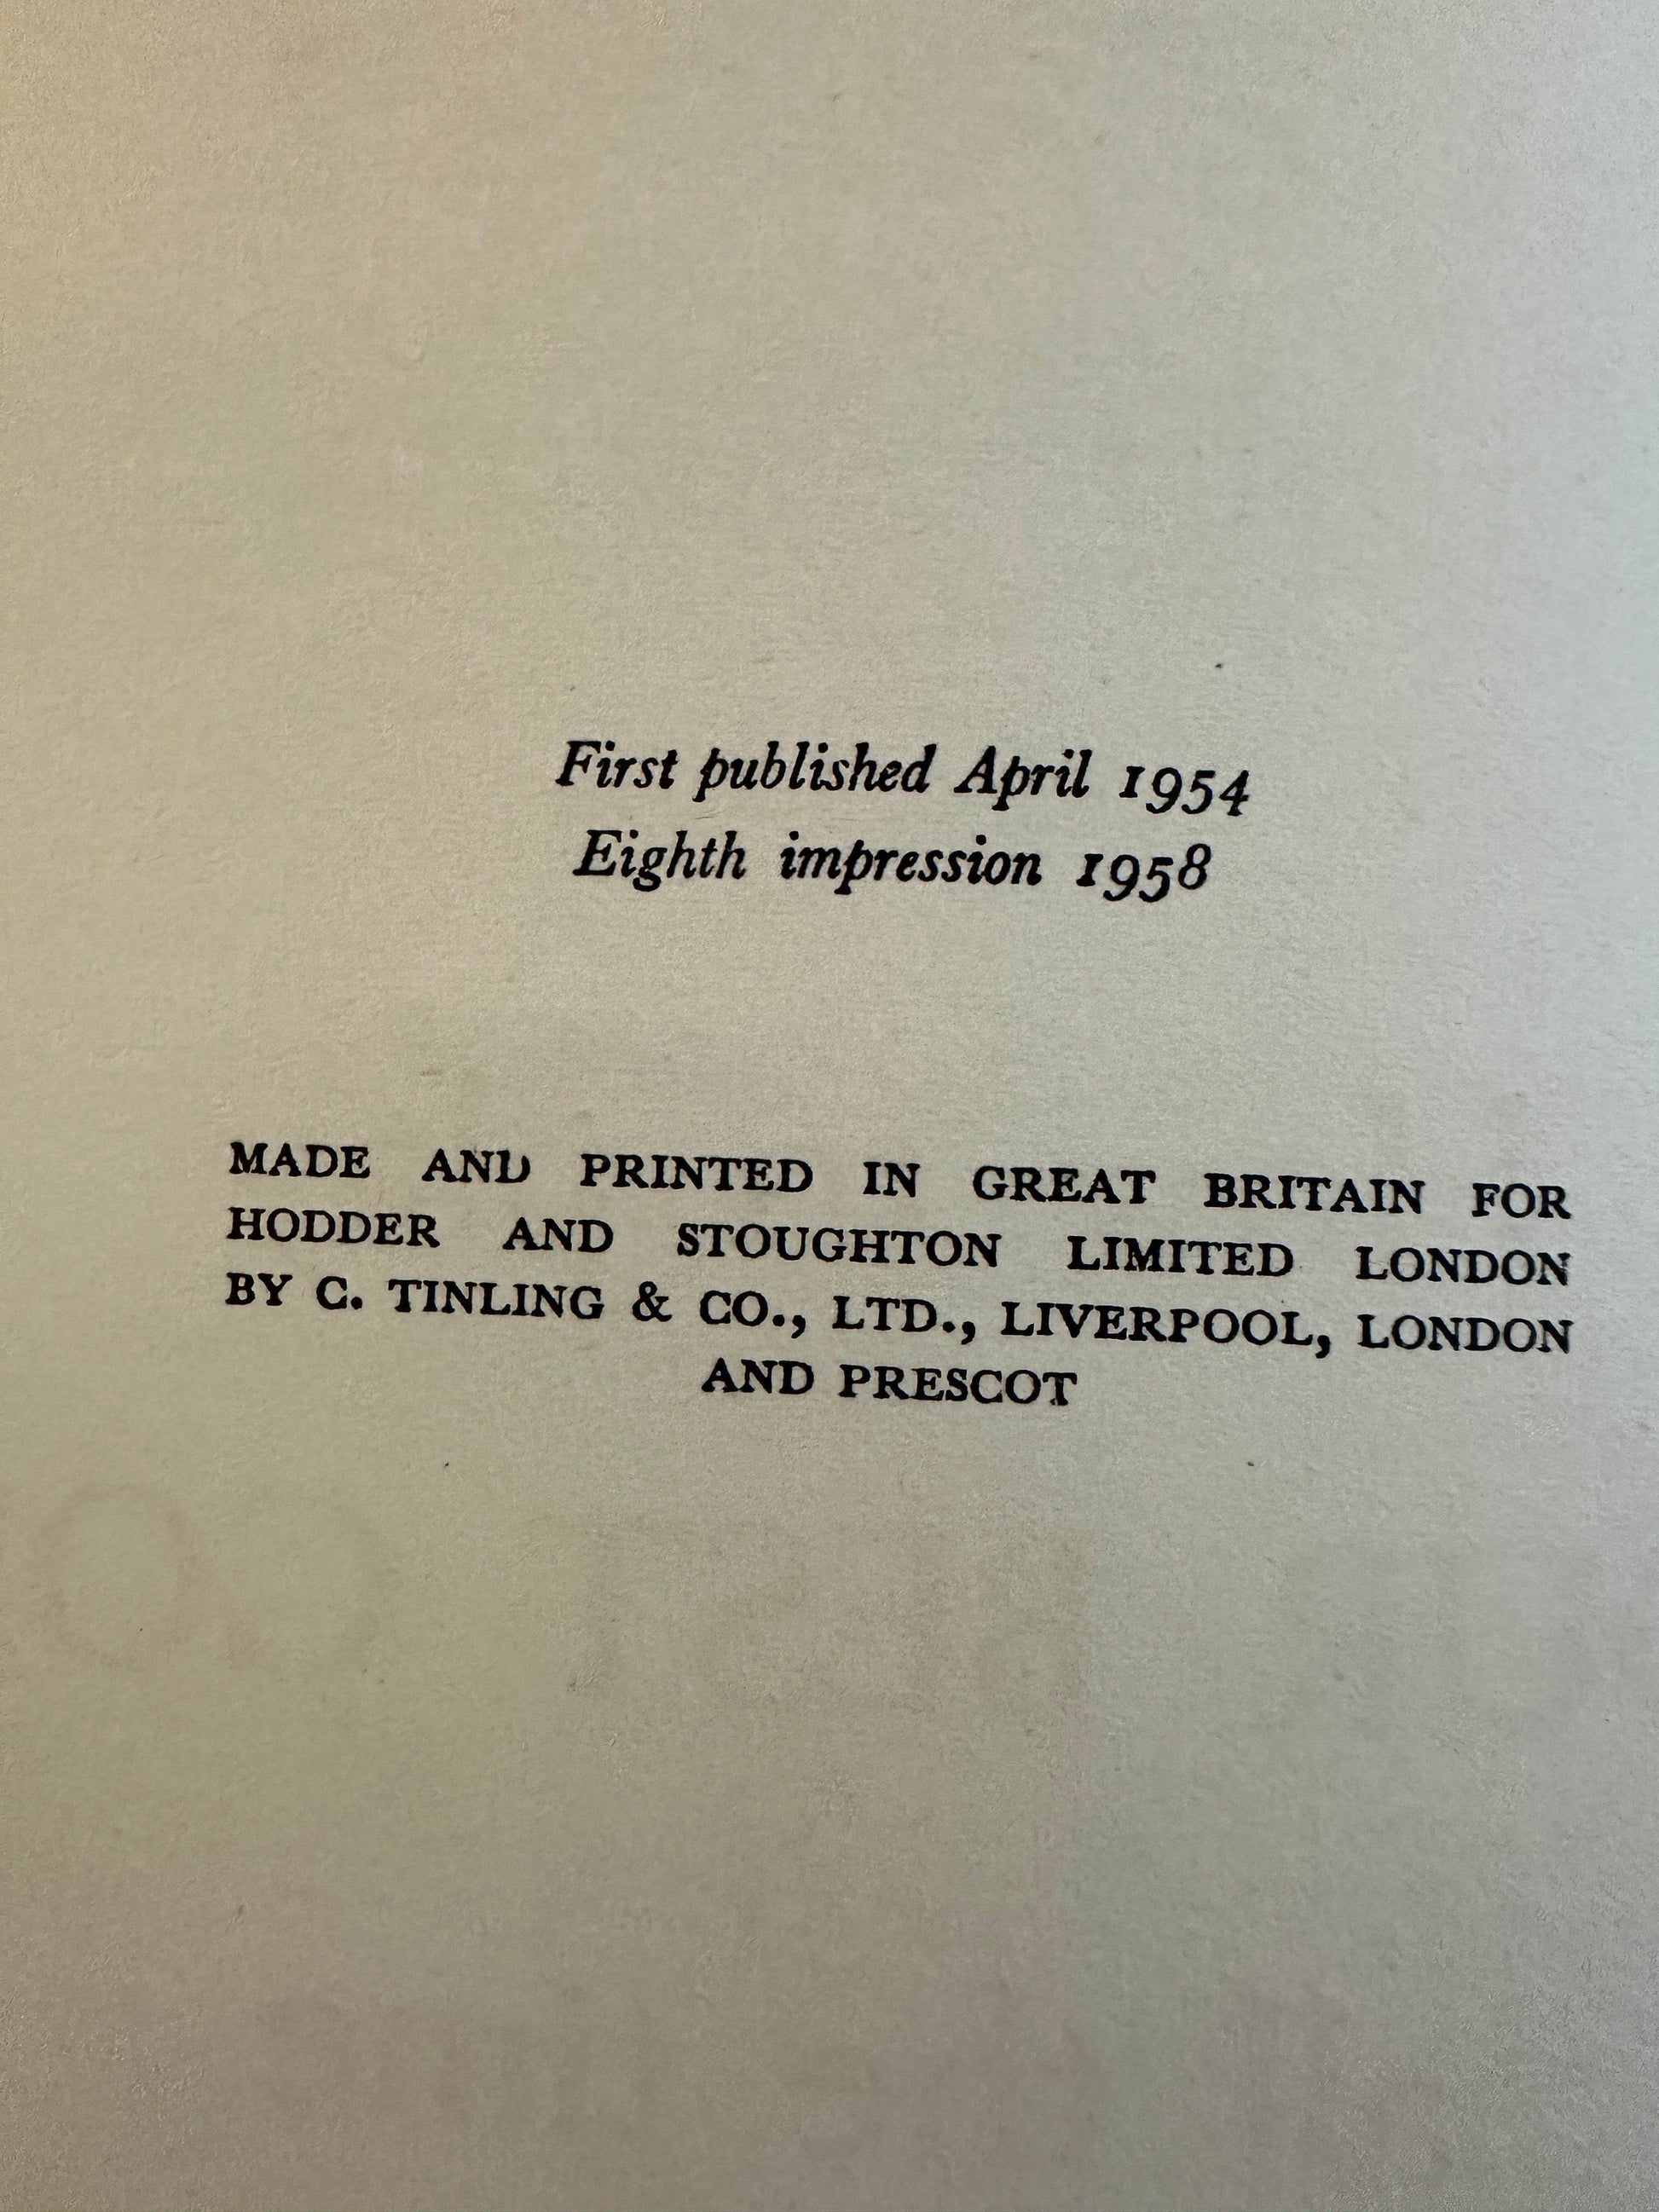 First published April 1954
Eighth impression 1958
MADE AND PRINTED IN GREAT BRITAIN FOR
HODDER AND STOUGHTON LIMITED LONDON
BY C. TINLING & CO., LTD., LIVERPOOL, LONDON
AND PRESCOT